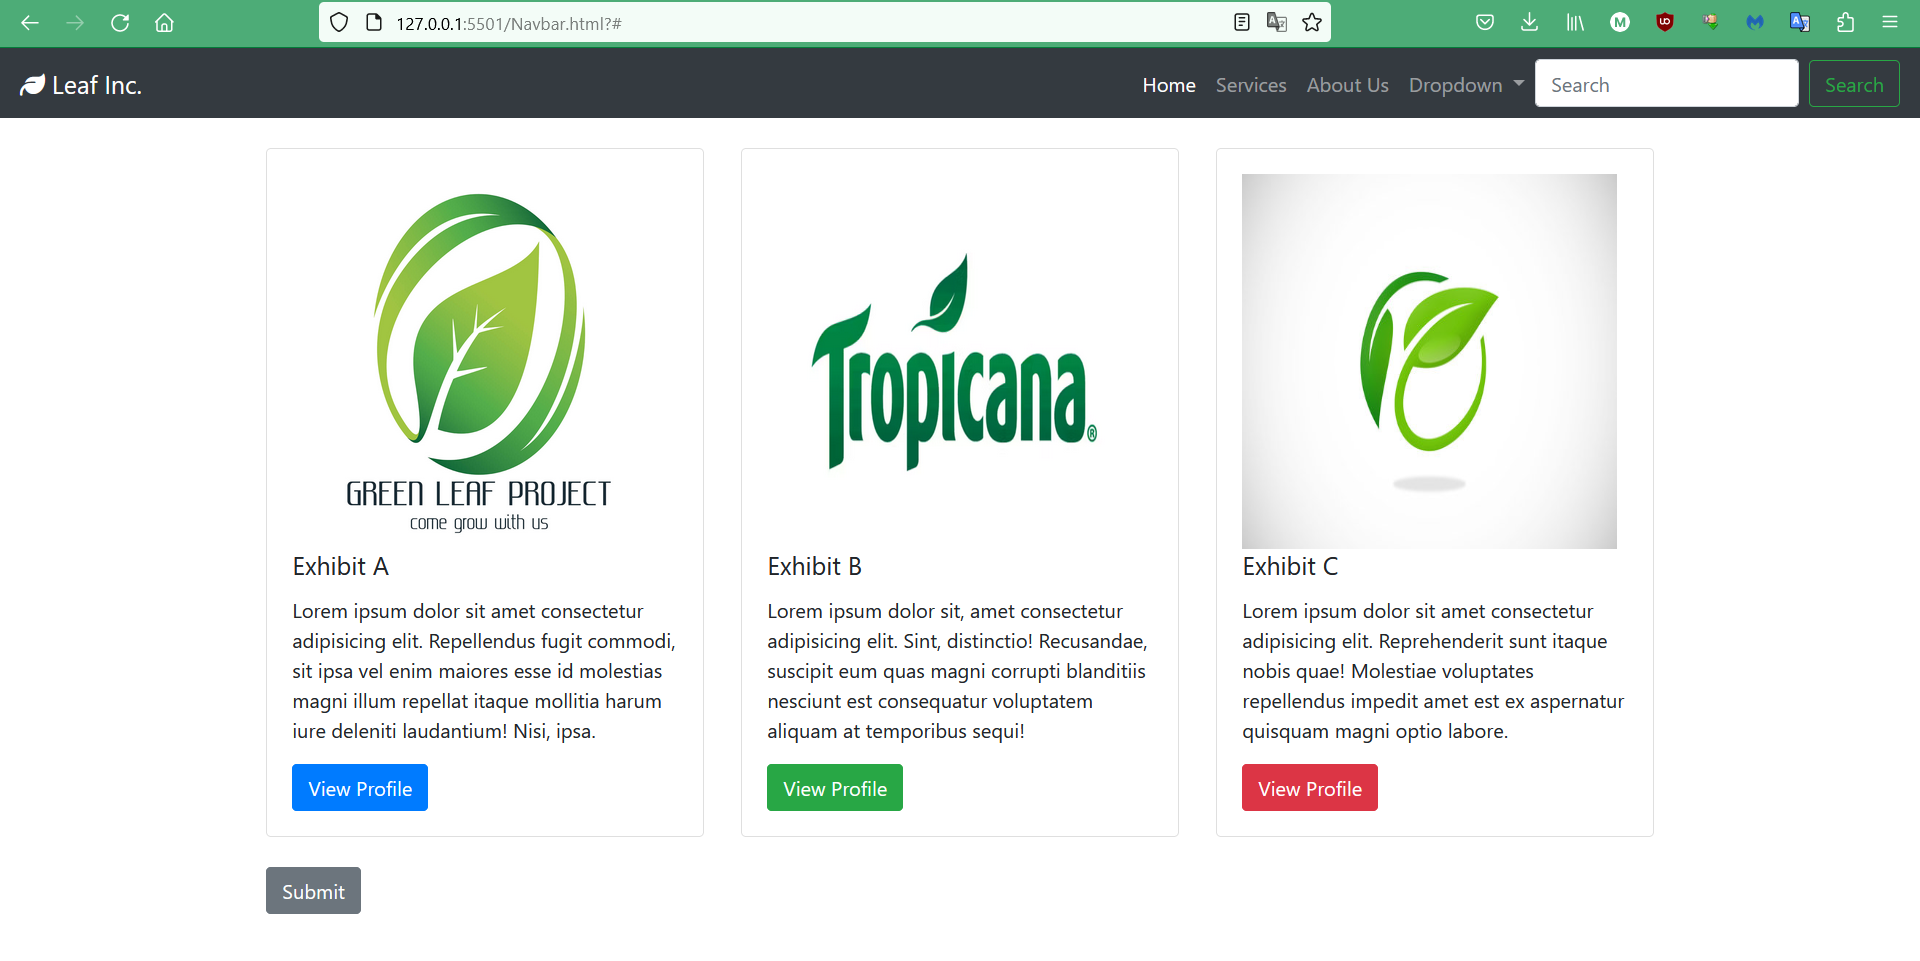 127.0.0.1:5501/Navbar.html?#
Leaf Inc.
Home Services About Us Dropdown Search Search
GREEN LEAF PROJECT
come grow with us
Exhibit A
Lorem ipsum dolor sit amet consectetur
adipisicing elit. Repellendus fugit commodi,
sit ipsa vel enim maiores esse id molestias
magni illum repellat itaque mollitia harum
iure deleniti laudantium! Nisi, ipsa.
View Profile
Tropicana®
Exhibit B
Lorem ipsum dolor sit, amet consectetur
adipisicing elit. Sint, distinctio! Recusandae,
suscipit eum quas magni corrupti blanditiis
nesciunt est consequatur voluptatem
aliquam at temporibus sequi!
View Profile
Exhibit C
Lorem ipsum dolor sit amet consectetur
adipisicing elit. Reprehenderit sunt itaque
nobis quae! Molestiae voluptates
repellendus impedit amet est ex aspernatur
quisquam magni optio labore.
View Profile
Submit